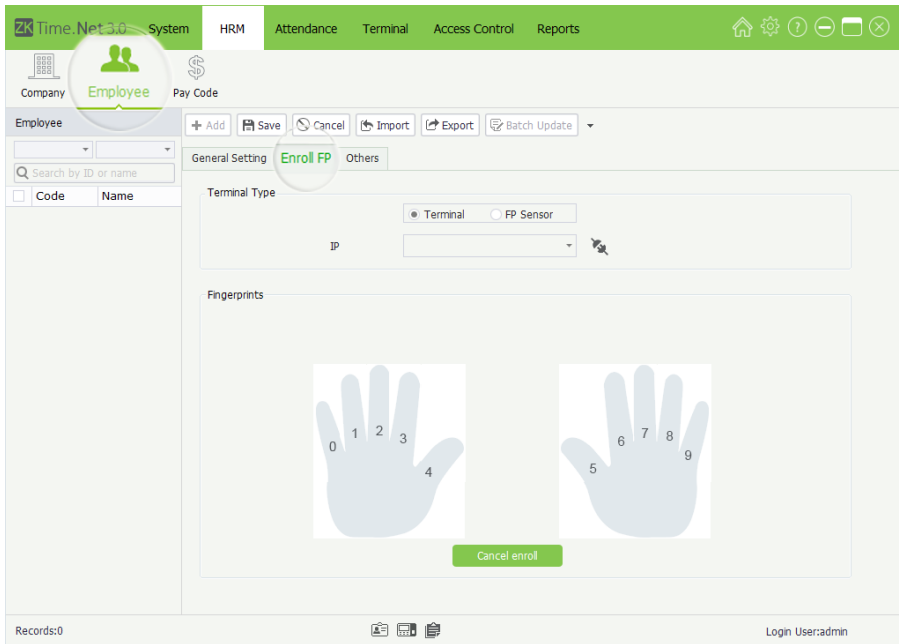 ZK Time.Net 3.0 System HRM Attendance Terminal Access Control Reports
Company Employee Pay Code
Employee Add Save Cancel Import Export Batch Update
General Setting Enroll FP Others
Search by ID or name
Code Name
Terminal Type
Terminal FP Sensor
IP
Fingerprints
0 1 2 3 4 5 6 7 8 9
Cancel enroll
Records:0 Login User:admin